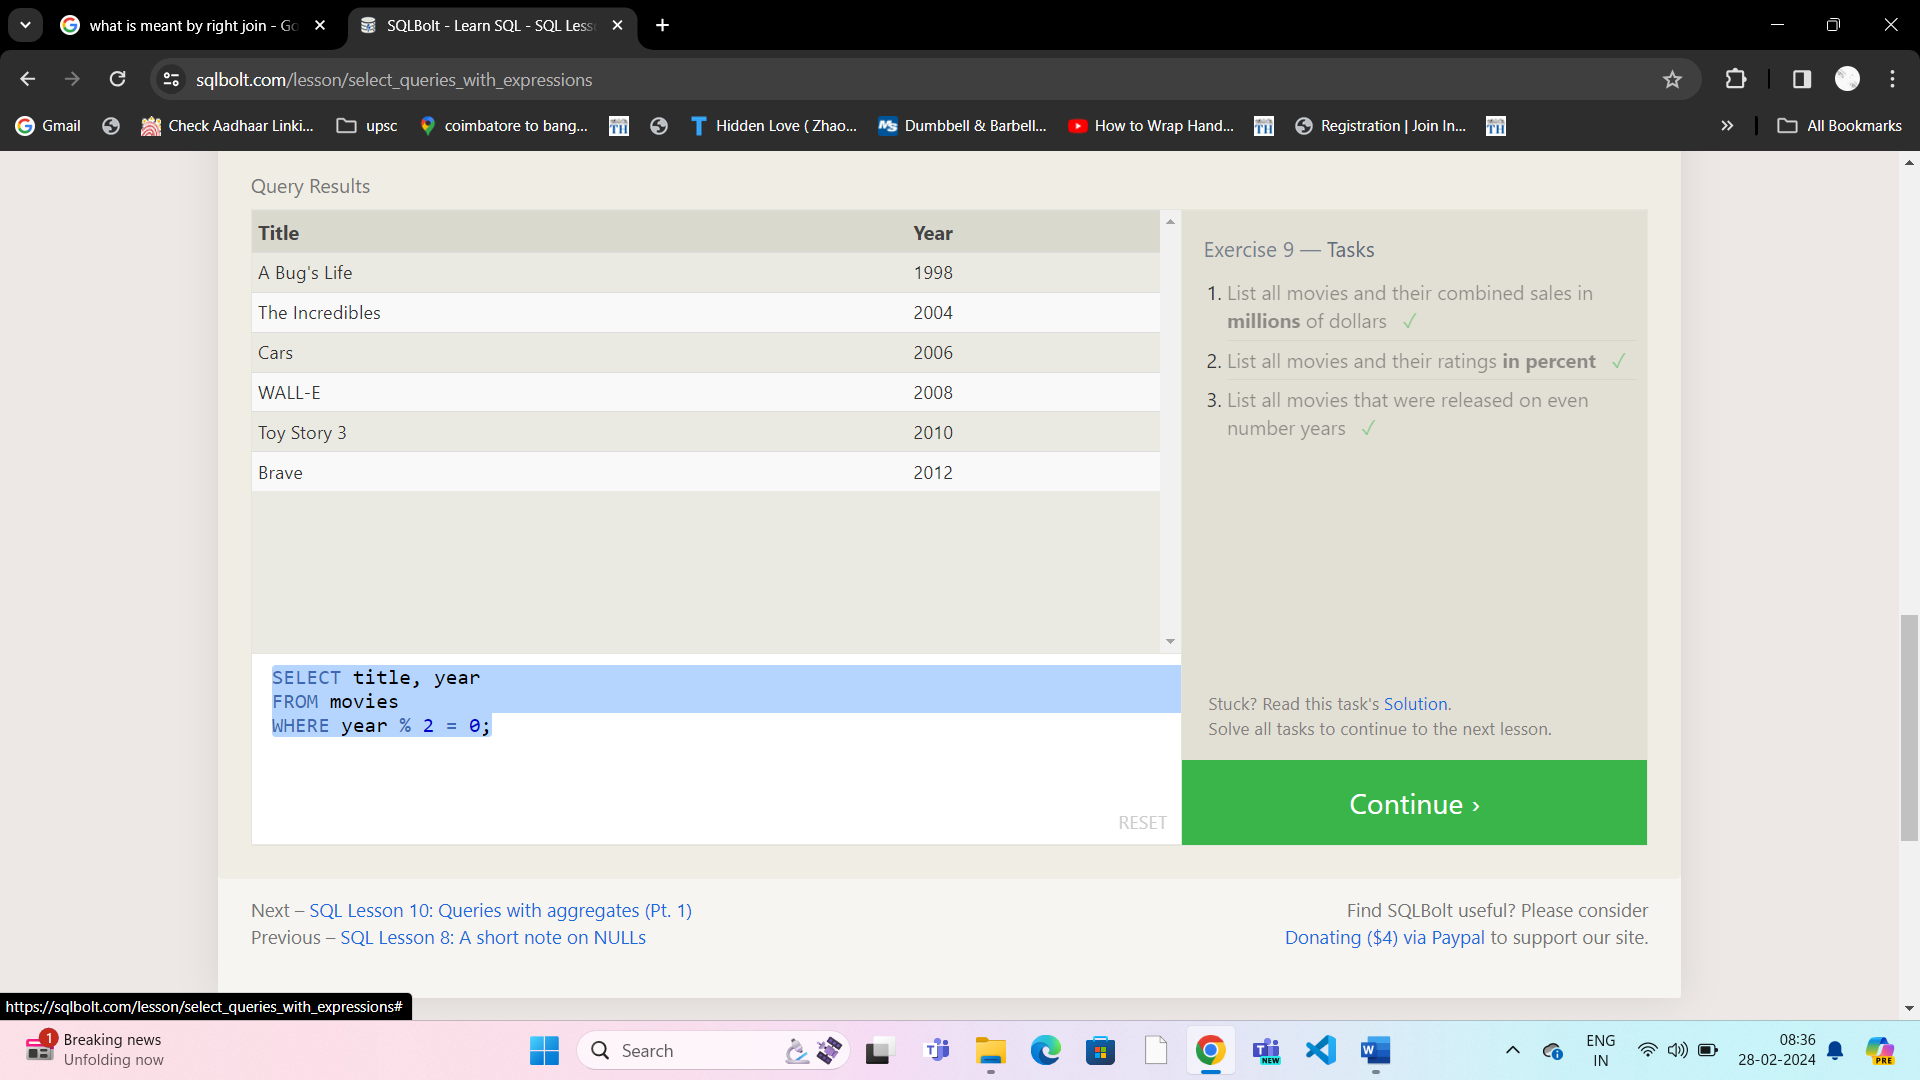 what is meant by right join - Go
SQLBolt - Learn SQL - SQL Less
sqlbolt.com/lesson/select_queries_with_expressions
Gmail
Check Aadhaar Linki...
upsc
coimbatore to bang...
TH
Hidden Love ( Zhao...
MS
Dumbbell & Barbell...
How to Wrap Hand...
TH
Registration | Join In...
TH
All Bookmarks
Query Results
Title Year
A Bug's Life 1998
The Incredibles 2004
Cars 2006
WALL-E 2008
Toy Story 3 2010
Brave 2012
Exercise 9 — Tasks
1. List all movies and their combined sales in
millions of dollars ✓
2. List all movies and their ratings in percent ✓
3. List all movies that were released on even
number years ✓
SELECT title, year
FROM movies
WHERE year % 2 = 0;
RESET
Stuck? Read this task's Solution.
Solve all tasks to continue to the next lesson.
Continue ›
Next – SQL Lesson 10: Queries with aggregates (Pt. 1)
Previous – SQL Lesson 8: A short note on NULLs
Find SQLBolt useful? Please consider
Donating ($4) via Paypal to support our site.
https://sqlbolt.com/lesson/select_queries_with_expressions#
1
Breaking news
Unfolding now
Search
NEW
ENG
IN
08:36
28-02-2024
PRE